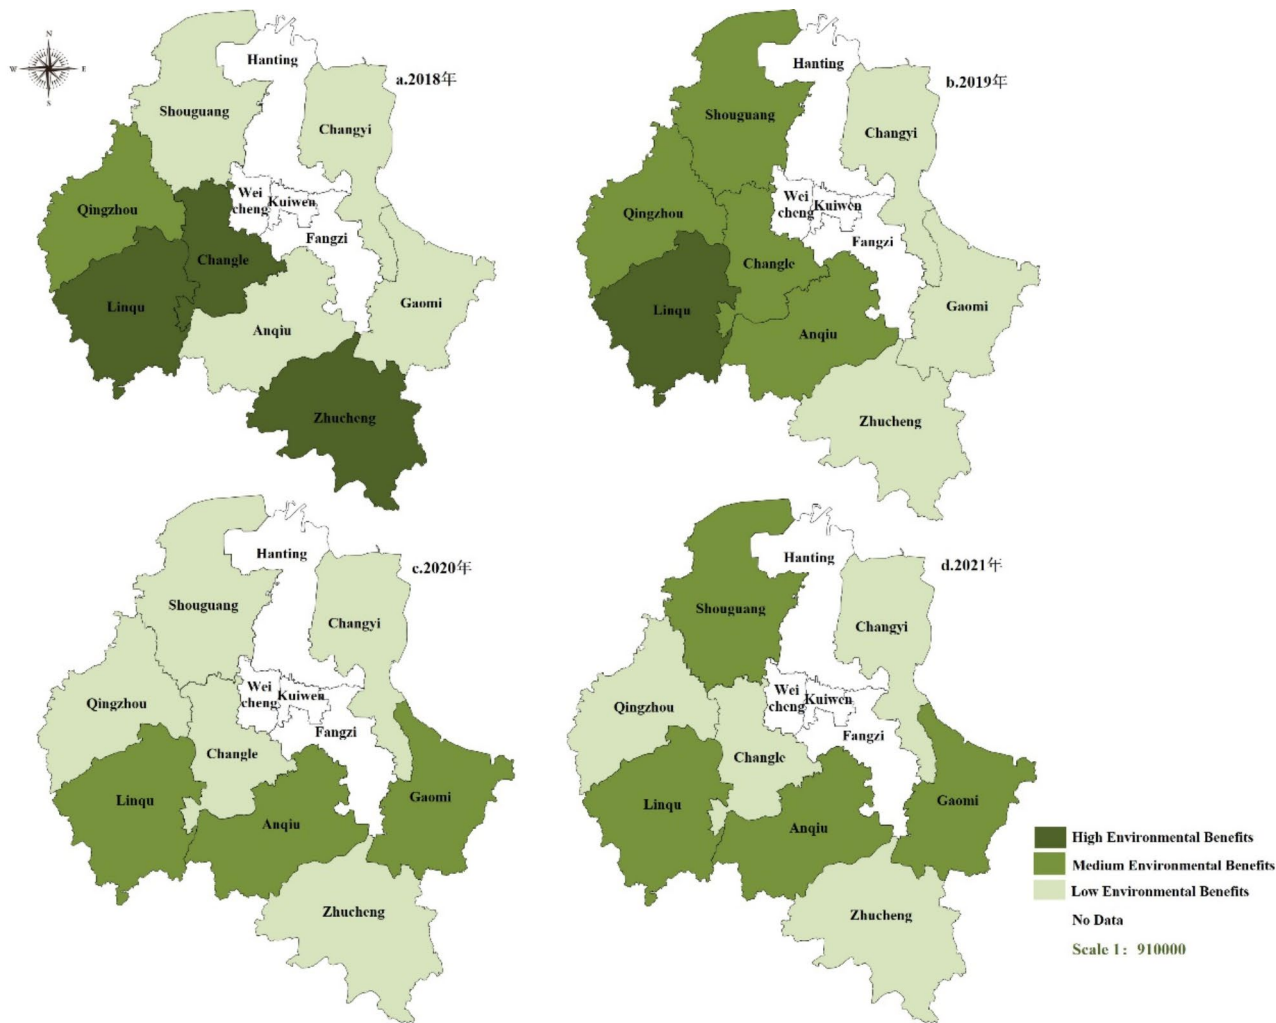 N
W E
S
a.2018年
Hanting
Shouguang
Changyi
Qingzhou
Wei
cheng
Kuiwen
Fangzi
Changle
Linqu
Gaomi
Anqiu
Zhucheng
b.2019年
Hanting
Shouguang
Changyi
Qingzhou
Wei
cheng
Kuiwen
Fangzi
Changle
Linqu
Gaomi
Anqiu
Zhucheng
c.2020年
Hanting
Shouguang
Changyi
Qingzhou
Wei
cheng
Kuiwen
Fangzi
Changle
Linqu
Gaomi
Anqiu
Zhucheng
d.2021年
Hanting
Shouguang
Changyi
Qingzhou
Wei
cheng
Kuiwen
Fangzi
Changle
Linqu
Gaomi
Anqiu
Zhucheng
High Environmental Benefits
Medium Environmental Benefits
Low Environmental Benefits
No Data
Scale 1：910000